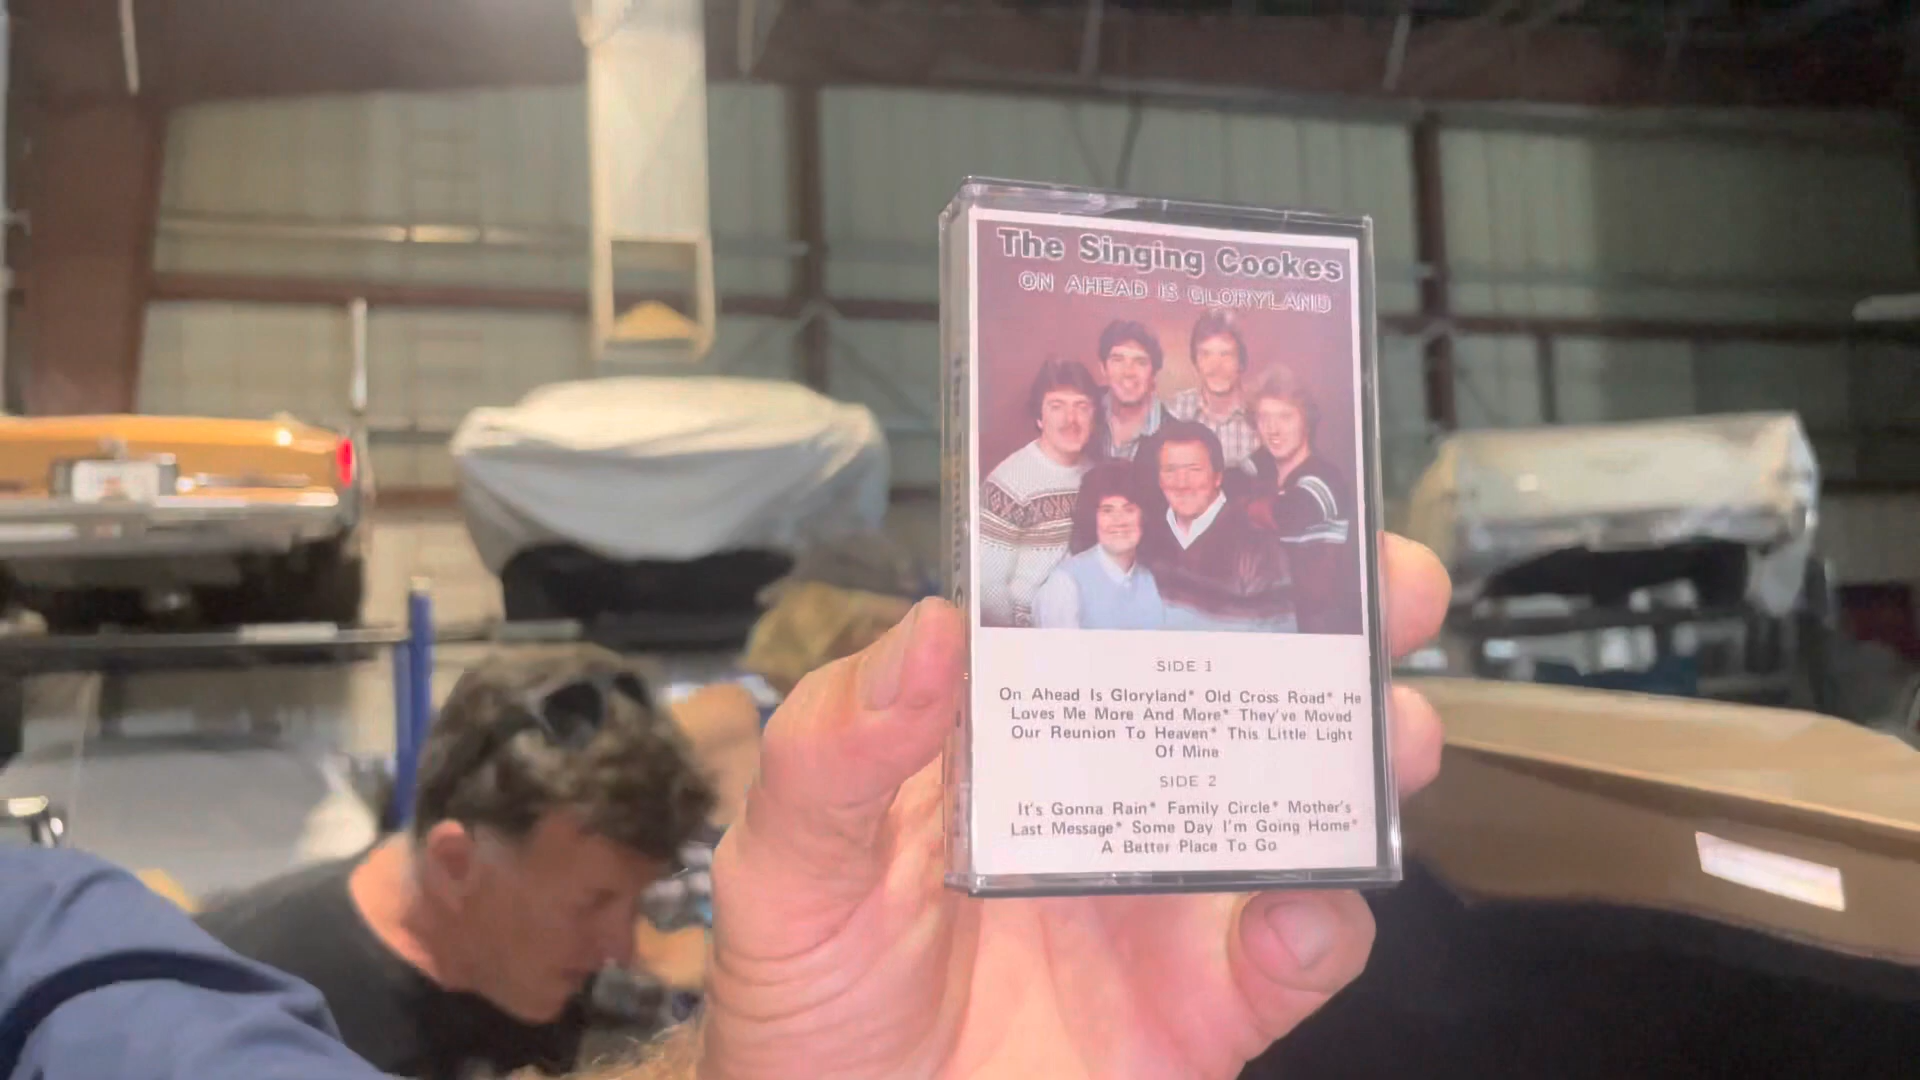 The Singing Cookes
ON AHEAD IS GLORYLAND
SIDE 1
On Ahead Is Gloryland* Old Cross Road* He
Loves Me More And More* They've Moved
Our Reunion To Heaven* This Little Light
Of Mine
SIDE 2
It's Gonna Rain* Family Circle* Mother's
Last Message* Some Day I'm Going Home*
A Better Place To Go